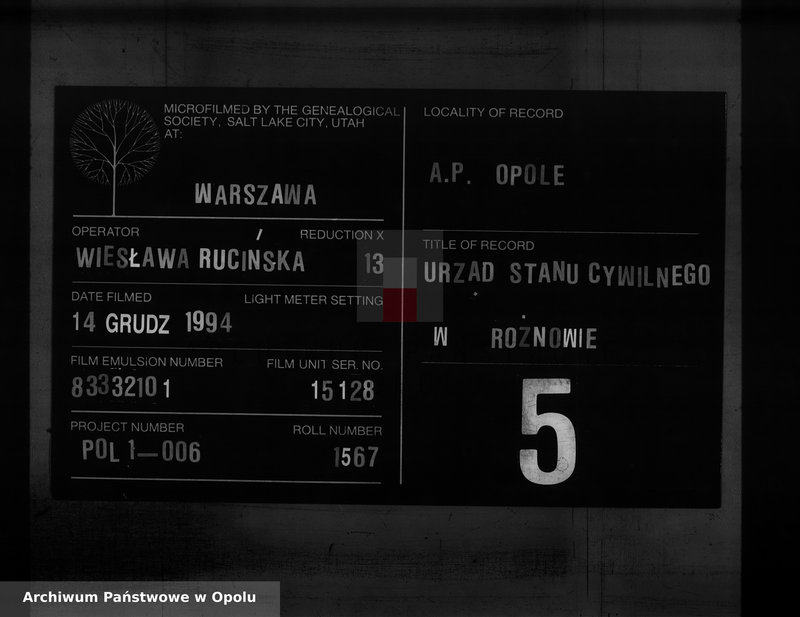 MICROFILMED BY THE GENEALOGICAL
SOCIETY, SALT LAKE CITY, UTAH
AT:
WARSZAWA
OPERATOR
REDUCTION X
WIESŁAWA RUCIŃSKA
13
DATE FILMED
LIGHT METER SETTING
14 GRUDZ 1994
FILM EMULSION NUMBER
FILM UNIT SER. NO.
83332101
15128
PROJECT NUMBER
ROLL NUMBER
POL 1—006
1567
LOCALITY OF RECORD
A.P. OPOLE
TITLE OF RECORD
URZAD STANU CYWILNEGO
W ROŻNOWIE
5
Archiwum Państwowe w Opolu